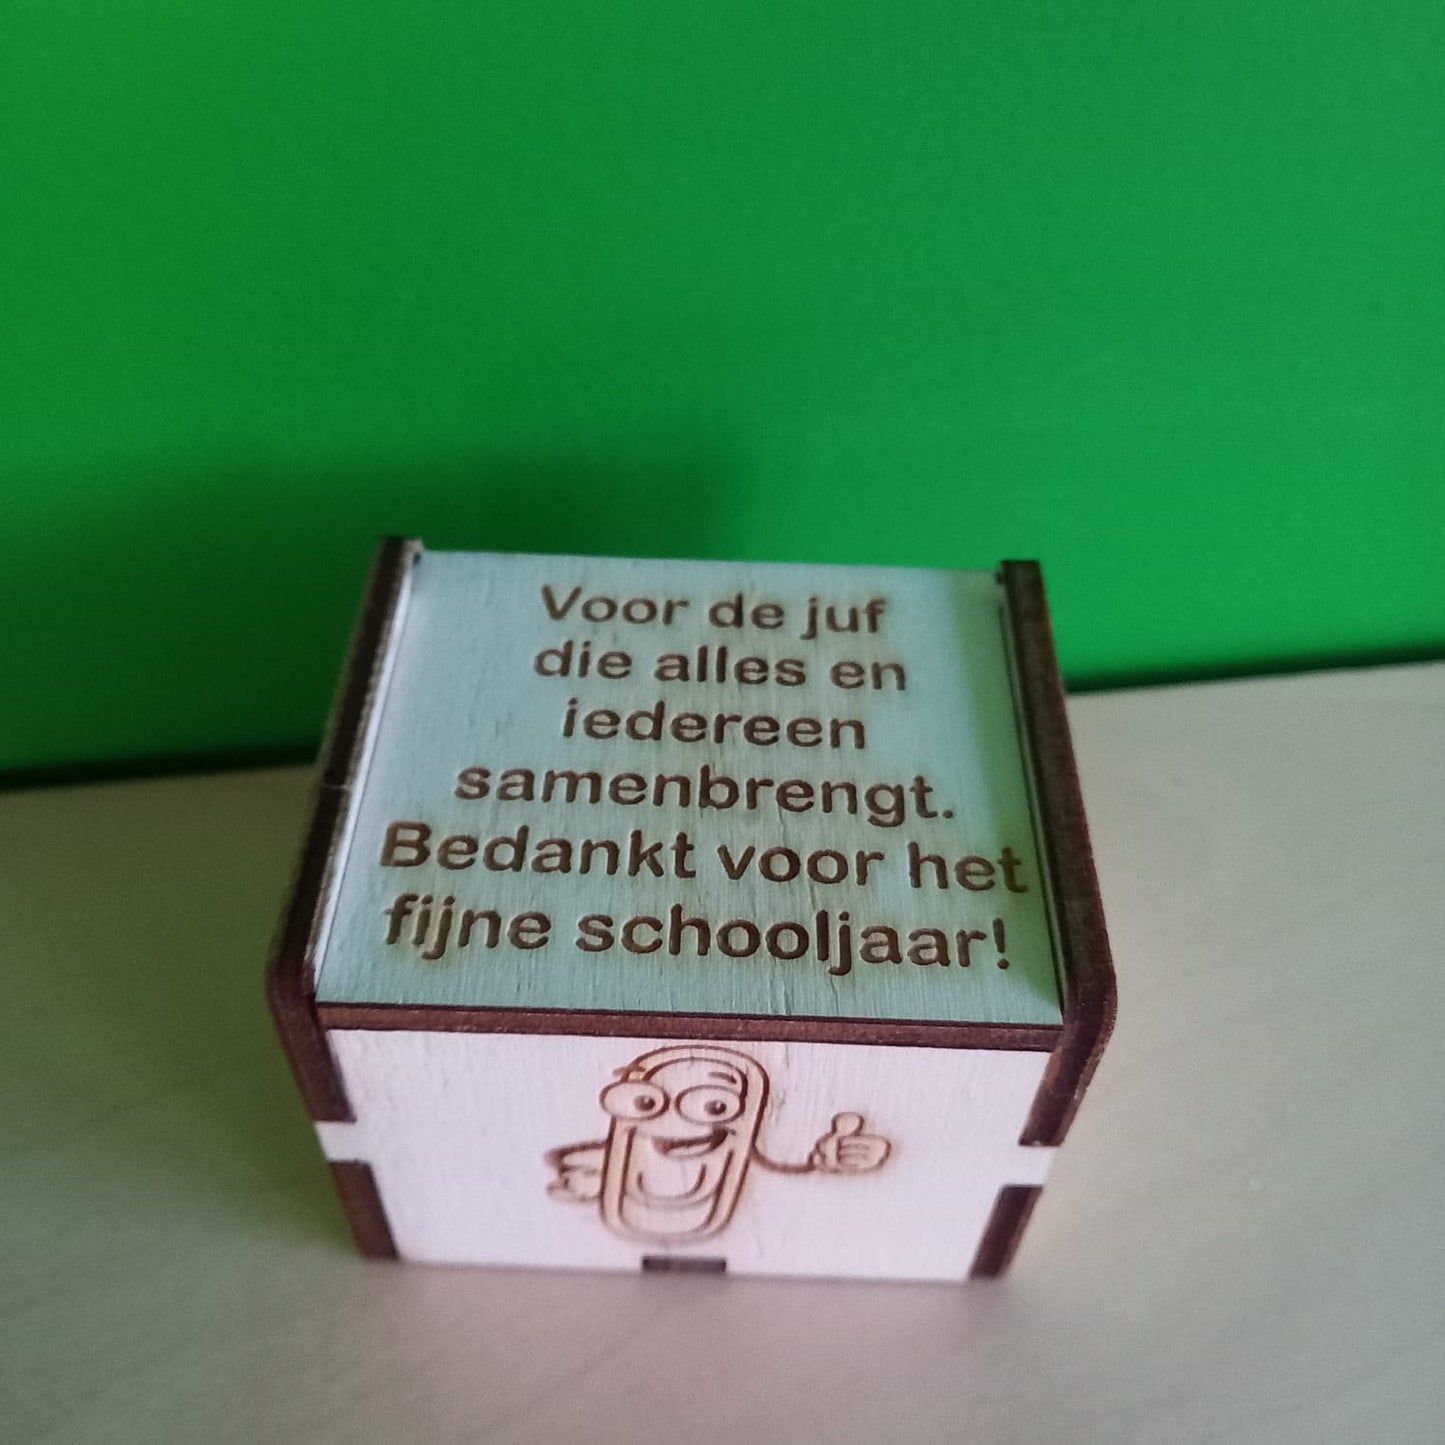 Voor de juf
die alles en
iedereen
samenbrengt.
Bedankt voor het
fijne schooljaar!